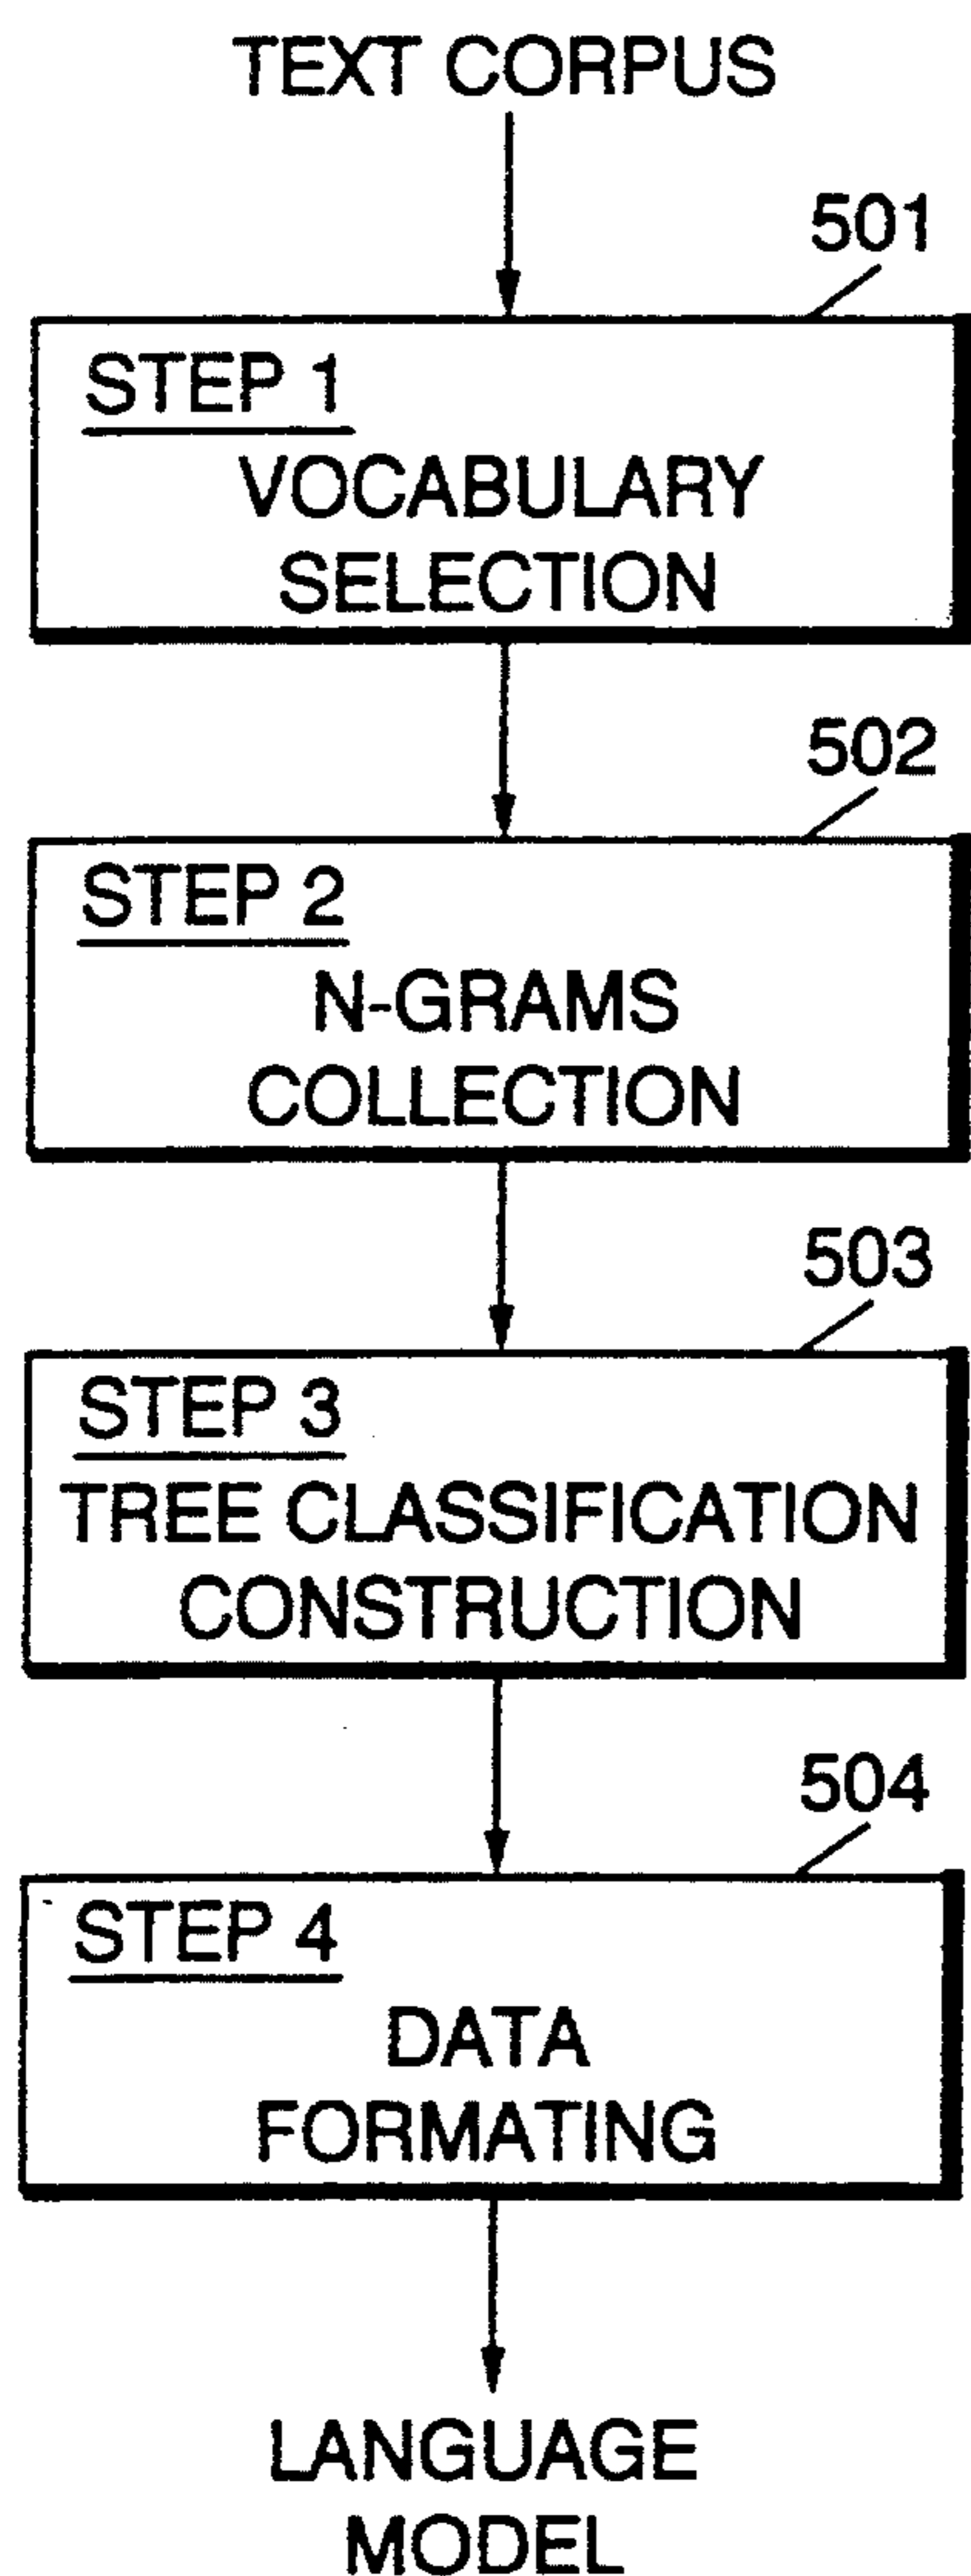 TEXT CORPUS
501
STEP 1
VOCABULARY
SELECTION
502
STEP 2
N-GRAMS
COLLECTION
503
STEP 3
TREE CLASSIFICATION
CONSTRUCTION
504
STEP 4
DATA
FORMATING
LANGUAGE
MODEL